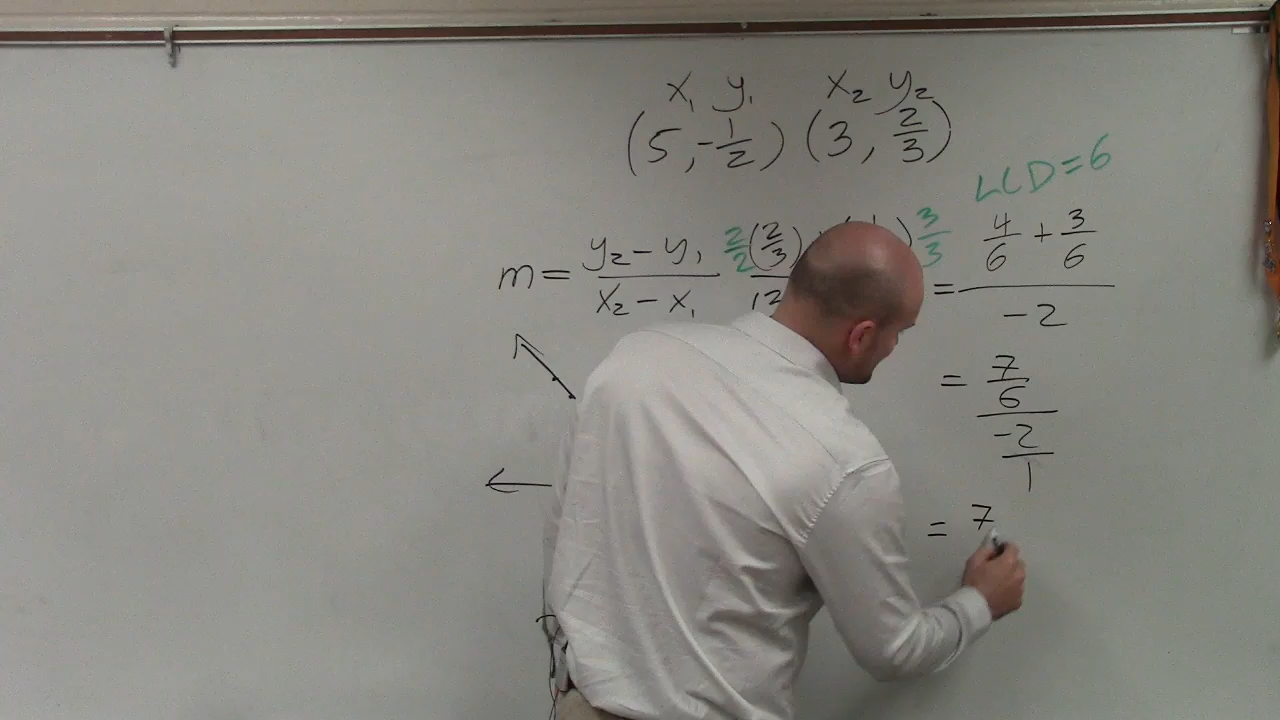 x₁ y₁ x₂ y₂
(5, -1/2) (3, 2/3)
LCD=6
m = (y₂ - y₁)/(x₂ - x₁) 2/2 (2/3) 3/3 = (4/6 + 3/6)/(-2)
= (7/6)/(-2/1)
= 7